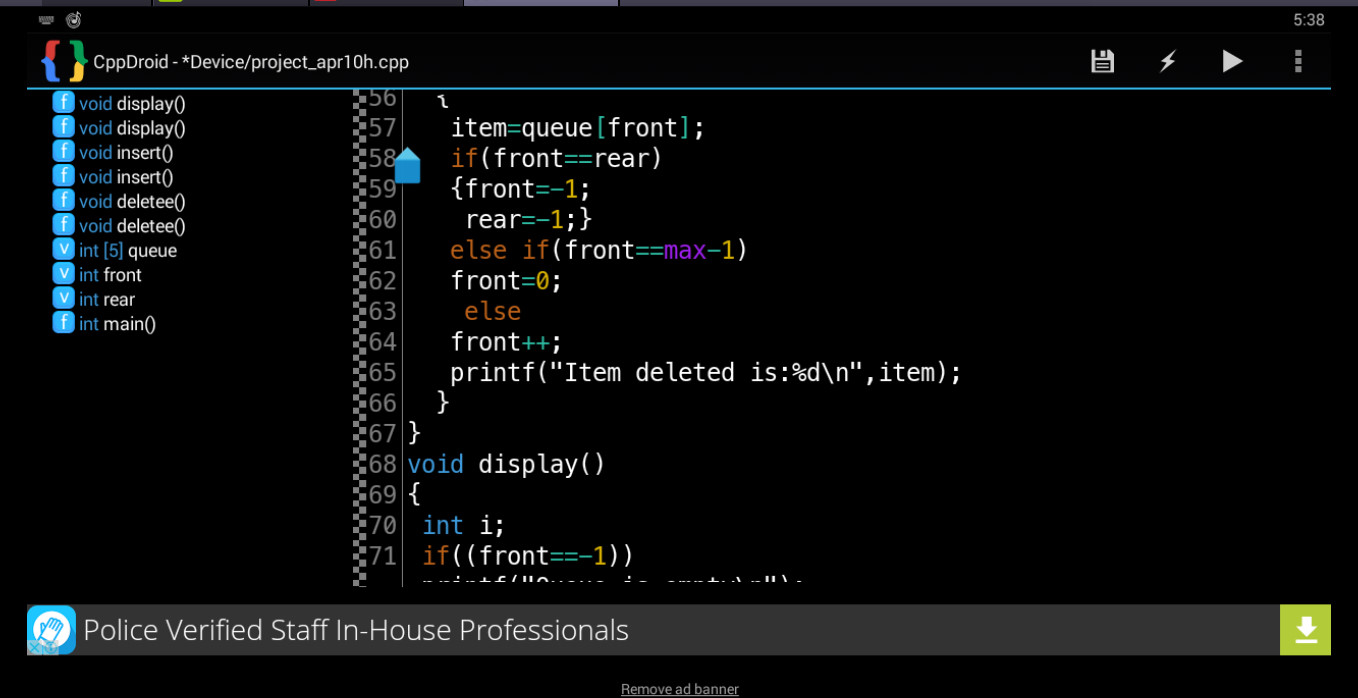 5:38
CppDroid - *Device/project_apr10h.cpp
f void display()
f void display()
f void insert()
f void insert()
f void deletee()
f void deletee()
v int [5] queue
v int front
v int rear
f int main()
56 {
57 item=queue[front];
58 if(front==rear)
59 {front=-1;
60 rear=-1;}
61 else if(front==max-1)
62 front=0;
63 else
64 front++;
65 printf("Item deleted is:%d\n",item);
66 }
67 }
68 void display()
69 {
70 int i;
71 if((front==-1))
printf("Queue is empty\n");
Police Verified Staff In-House Professionals
Remove ad banner